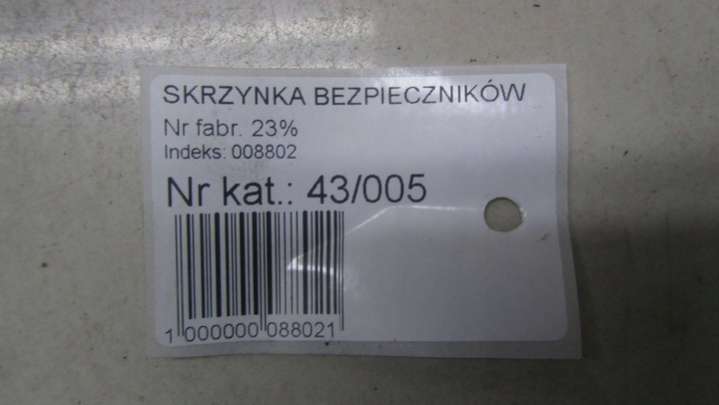 SKRZYNKA BEZPIECZNIKÓW
Nr fabr. 23%
Indeks: 008802
Nr kat.: 43/005
1 000000 088021